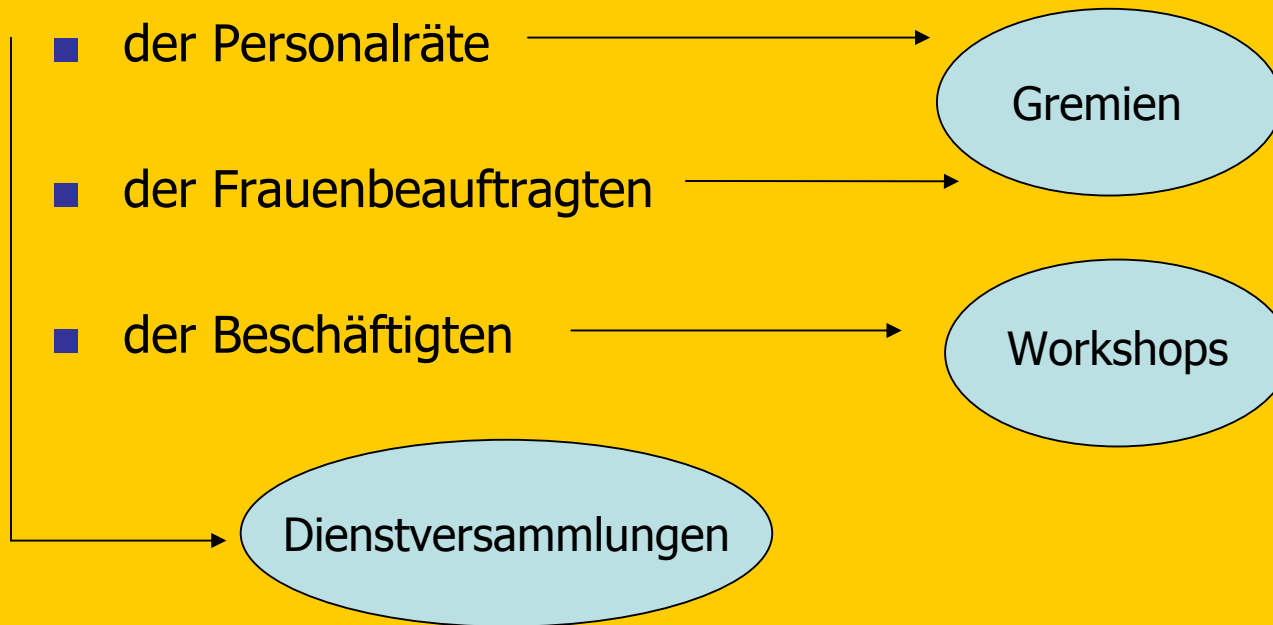 der Personalräte
Gremien
der Frauenbeauftragten
der Beschäftigten
Workshops
Dienstversammlungen